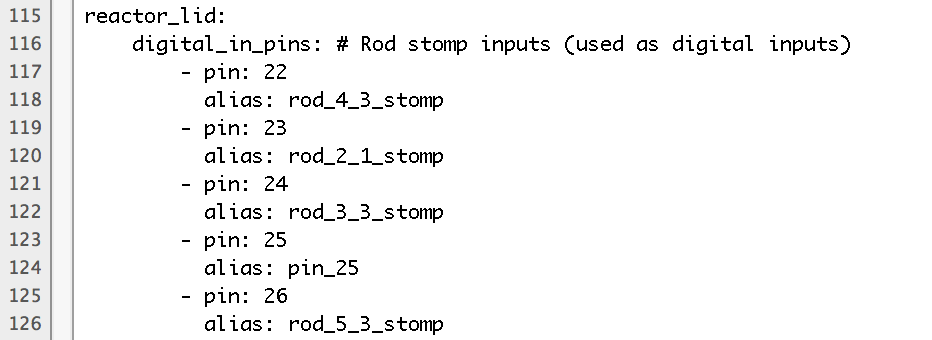 115 reactor_lid:
116     digital_in_pins: # Rod stomp inputs (used as digital inputs)
117         - pin: 22
118           alias: rod_4_3_stomp
119         - pin: 23
120           alias: rod_2_1_stomp
121         - pin: 24
122           alias: rod_3_3_stomp
123         - pin: 25
124           alias: pin_25
125         - pin: 26
126           alias: rod_5_3_stomp